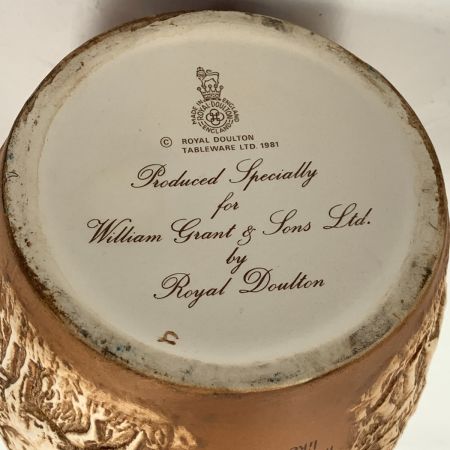 MADE IN ENGLAND
ROYAL DOULTON
ENGLAND
© ROYAL DOULTON
TABLEWARE LTD. 1981
Produced Specially
for
William Grant & Sons Ltd.
by
Royal Doulton